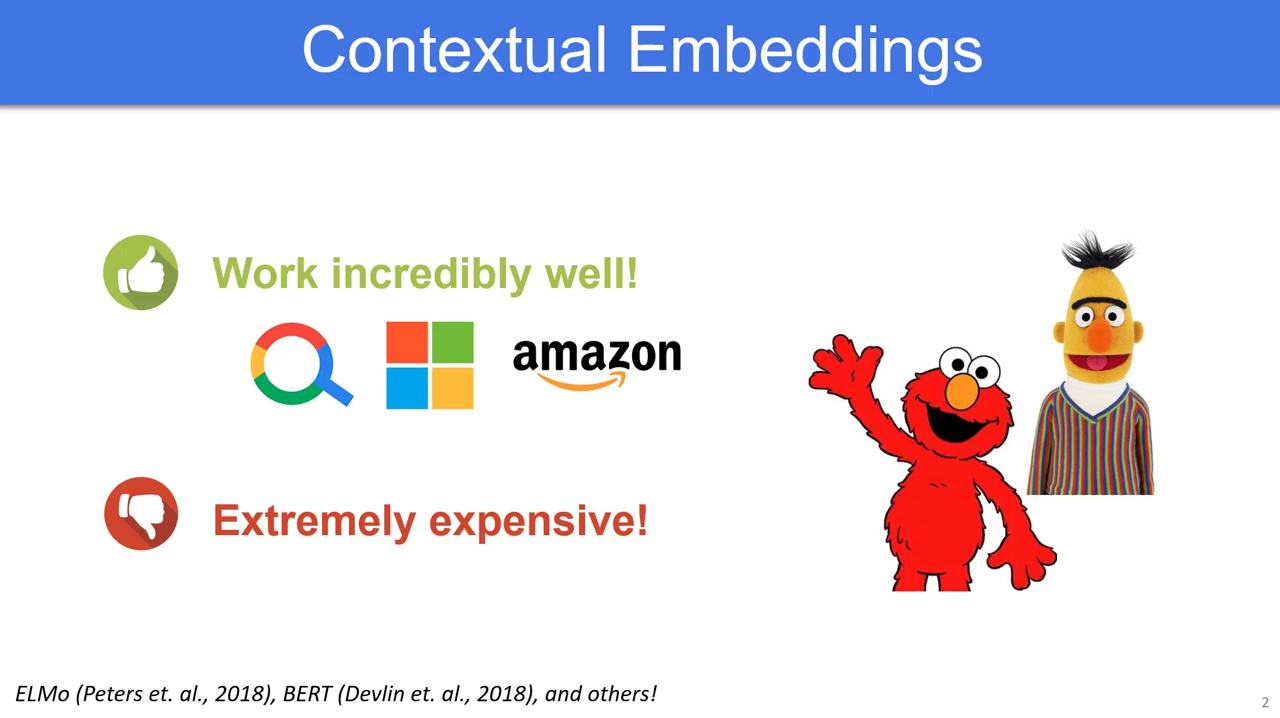 Contextual Embeddings
Work incredibly well!
amazon
Extremely expensive!
ELMo (Peters et. al., 2018), BERT (Devlin et. al., 2018), and others!
2